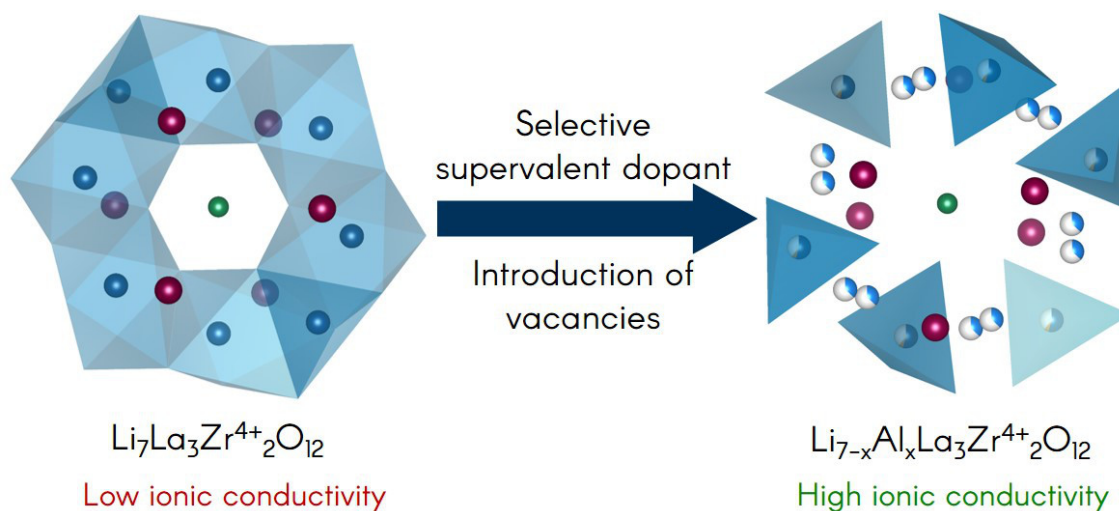 Selective
supervalent dopant
Introduction of
vacancies
Li₇La₃Zr⁴⁺₂O₁₂
Low ionic conductivity
Li₇₋ₓAlₓLa₃Zr⁴⁺₂O₁₂
High ionic conductivity